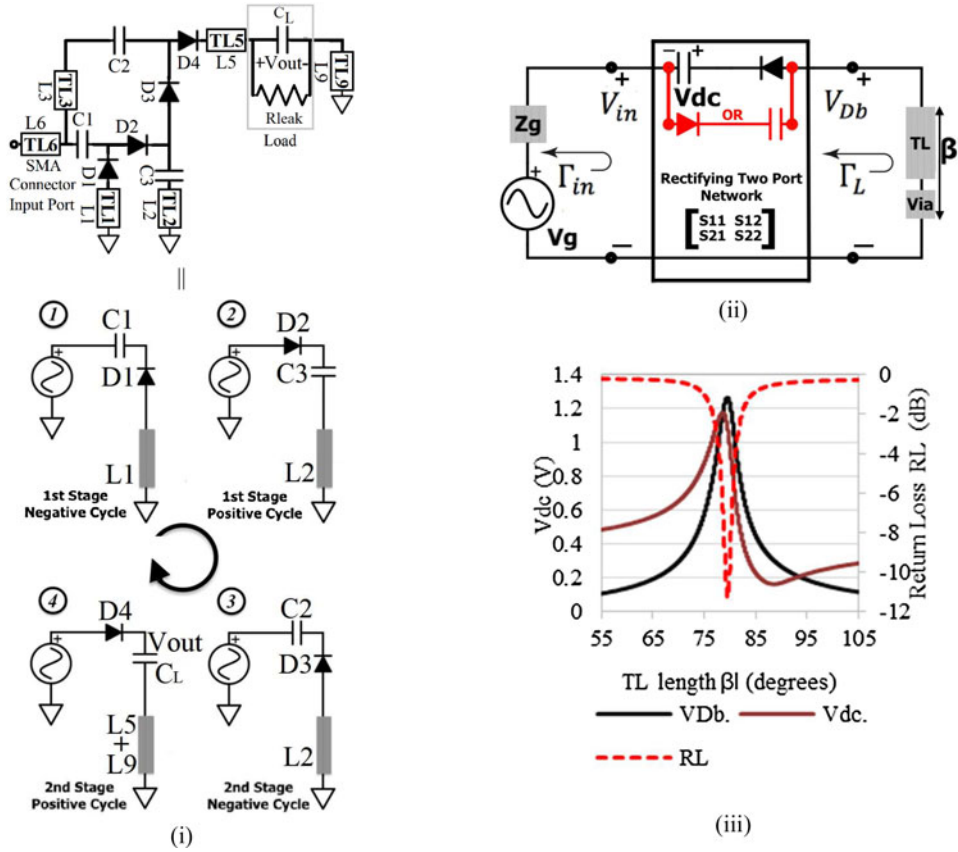 C2
D4
TL5
L5
CL
+Vout-
Rleak
Load
L9
TL9
TL3
L3
D3
L6
TL6
C1
D2
SMA
Connector
Input Port
D1
TL1
L1
C3
TL2
L2
||
1
C1
D1
L1
1st Stage
Negative Cycle
2
D2
C3
L2
1st Stage
Positive Cycle
4
D4
Vout
CL
L5
+
L9
2nd Stage
Positive Cycle
3
C2
D3
L2
2nd Stage
Negative Cycle
(i)
Zg
+
Vg
+
Vin
−
Γin
− +
Vdc
OR
Rectifying Two Port
Network
[S11 S12
S21 S22]
+
VDb
−
ΓL
TL
Via
β
(ii)
Vdc (V)
1.4
1.2
1
0.8
0.6
0.4
0.2
0
0
-2
-4
-6
-8
-10
-12
Return Loss RL (dB)
55 65 75 85 95 105
TL length βl (degrees)
VDb. Vdc.
RL
(iii)